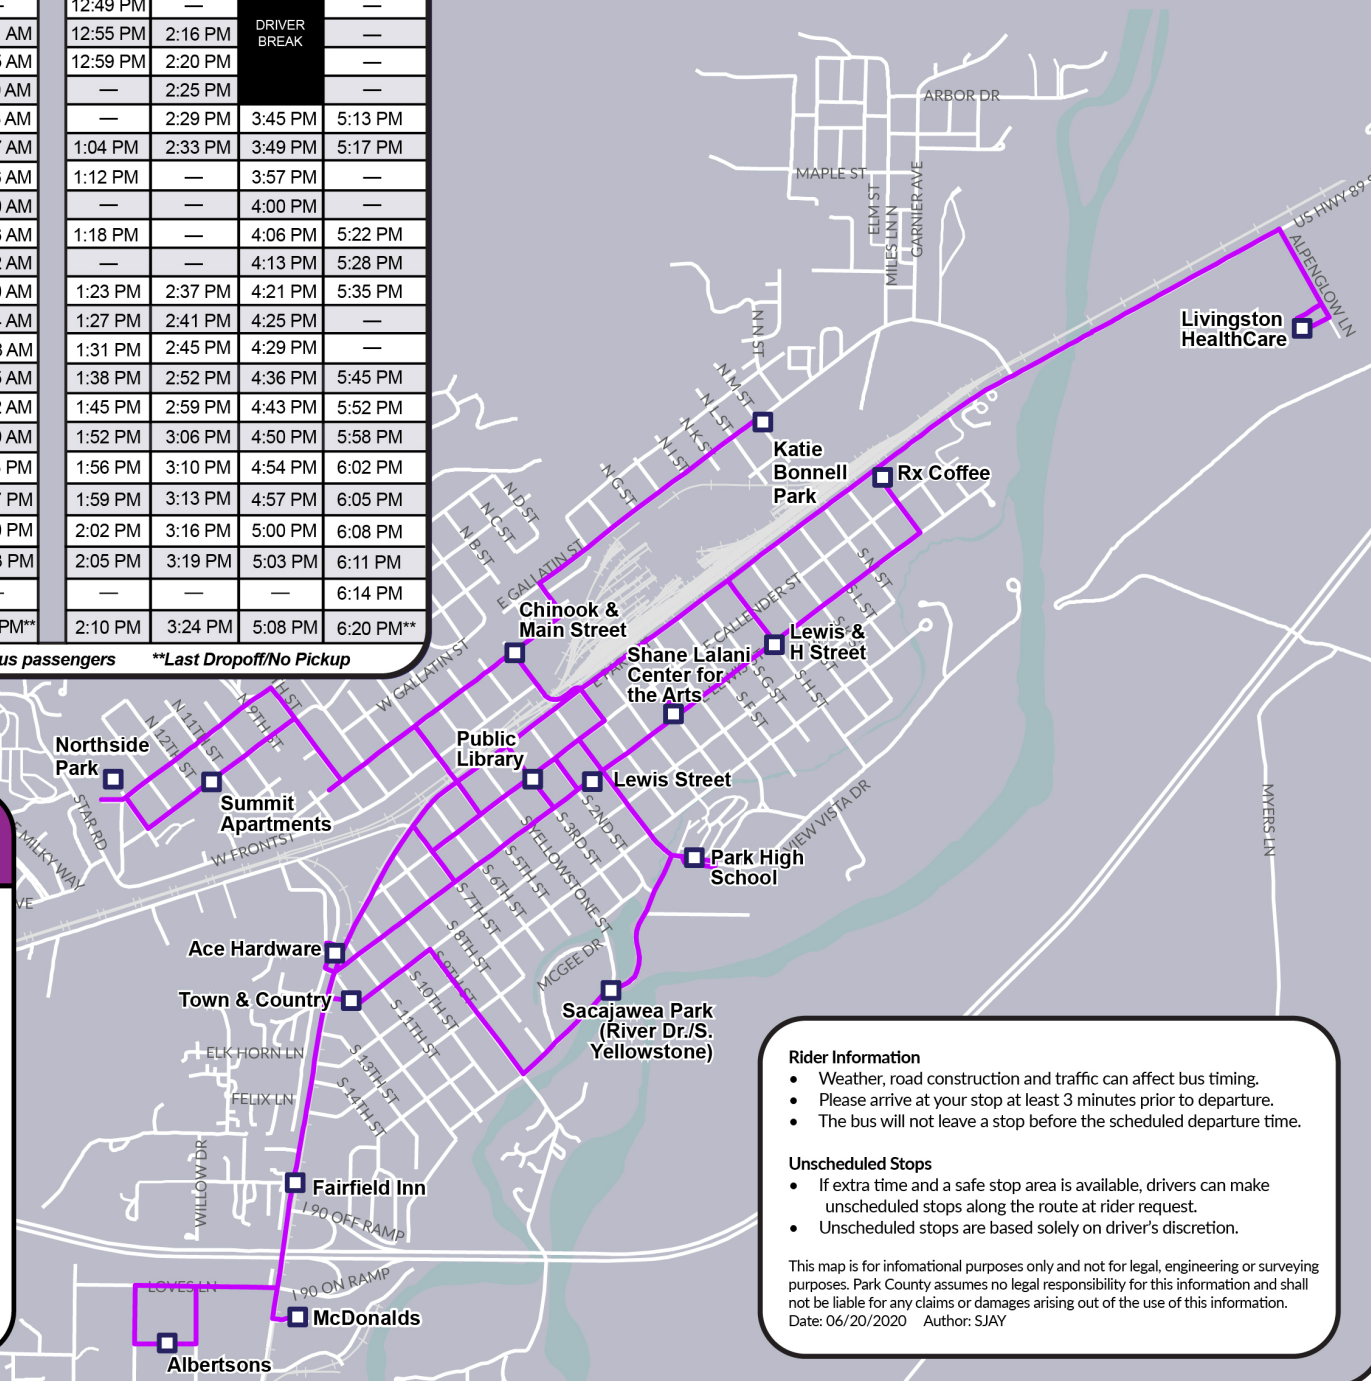 12:49 PM — —
AM 12:55 PM 2:16 PM DRIVER BREAK —
AM 12:59 PM 2:20 PM —
AM — 2:25 PM —
AM — 2:29 PM 3:45 PM 5:13 PM
AM 1:04 PM 2:33 PM 3:49 PM 5:17 PM
AM 1:12 PM — 3:57 PM —
AM — — 4:00 PM —
AM 1:18 PM — 4:06 PM 5:22 PM
AM — — 4:13 PM 5:28 PM
AM 1:23 PM 2:37 PM 4:21 PM 5:35 PM
AM 1:27 PM 2:41 PM 4:25 PM —
AM 1:31 PM 2:45 PM 4:29 PM —
AM 1:38 PM 2:52 PM 4:36 PM 5:45 PM
AM 1:45 PM 2:59 PM 4:43 PM 5:52 PM
AM 1:52 PM 3:06 PM 4:50 PM 5:58 PM
PM 1:56 PM 3:10 PM 4:54 PM 6:02 PM
PM 1:59 PM 3:13 PM 4:57 PM 6:05 PM
PM 2:02 PM 3:16 PM 5:00 PM 6:08 PM
PM 2:05 PM 3:19 PM 5:03 PM 6:11 PM
— — — — 6:14 PM
PM** 2:10 PM 3:24 PM 5:08 PM 6:20 PM**
us passengers **Last Dropoff/No Pickup
ARBOR DR
MAPLE ST
ELM ST
MILES LN N
GARNIER AVE
US HWY 89 S
ALPENGLOW LN
Livingston
HealthCare
N N ST
N M ST
N L ST
N K ST
N I ST
N G ST
N D ST
N C ST
N B ST
Katie
Bonnell
Park
Rx Coffee
E GALLATIN ST
Chinook &
Main Street
W GALLATIN ST
E CALLENDER ST
S M ST
S L ST
Lewis &
H Street
Shane Lalani
Center for
the Arts
S H ST
S G ST
S F ST
Northside
Park
N 12TH ST
N 11TH ST
N 9TH ST
TH ST
Summit
Apartments
STAR RD
E MILKY WAY
VE
W FRONT ST
Public
Library
Lewis Street
S 2ND ST
S 3RD ST
S YELLOWSTONE ST
S 5TH ST
S 6TH ST
S 7TH ST
S 8TH ST
S 9TH ST
S 10TH ST
S 11TH ST
S 13TH ST
S 14TH ST
VIEW VISTA DR
MYERS LN
Park High
School
Ace Hardware
Town & Country
MCGEE DR
Sacajawea Park
(River Dr./S.
Yellowstone)
ELK HORN LN
FELIX LN
WILLOW DR
Fairfield Inn
I 90 OFF RAMP
I 90 ON RAMP
LOVES LN
McDonalds
Albertsons
Rider Information
• Weather, road construction and traffic can affect bus timing.
• Please arrive at your stop at least 3 minutes prior to departure.
• The bus will not leave a stop before the scheduled departure time.
Unscheduled Stops
• If extra time and a safe stop area is available, drivers can make
unscheduled stops along the route at rider request.
• Unscheduled stops are based solely on driver's discretion.
This map is for infomational purposes only and not for legal, engineering or surveying
purposes. Park County assumes no legal responsibility for this information and shall
not be liable for any claims or damages arising out of the use of this information.
Date: 06/20/2020 Author: SJAY